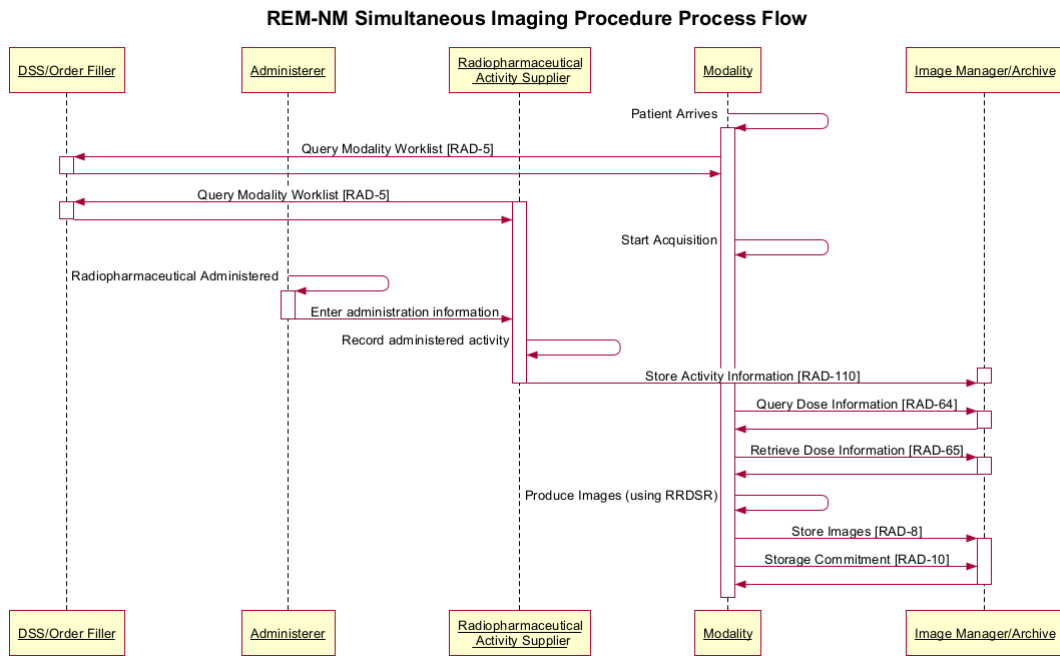 REM-NM Simultaneous Imaging Procedure Process Flow
DSS/Order Filler
Administerer
Radiopharmaceutical
Activity Supplier
Modality
Image Manager/Archive
Patient Arrives
Query Modality Worklist [RAD-5]
Query Modality Worklist [RAD-5]
Start Acquisition
Radiopharmaceutical Administered
Enter administration information
Record administered activity
Store Activity Information [RAD-110]
Query Dose Information [RAD-64]
Retrieve Dose Information [RAD-65]
Produce Images (using RRDSR)
Store Images [RAD-8]
Storage Commitment [RAD-10]
DSS/Order Filler
Administerer
Radiopharmaceutical
Activity Supplier
Modality
Image Manager/Archive